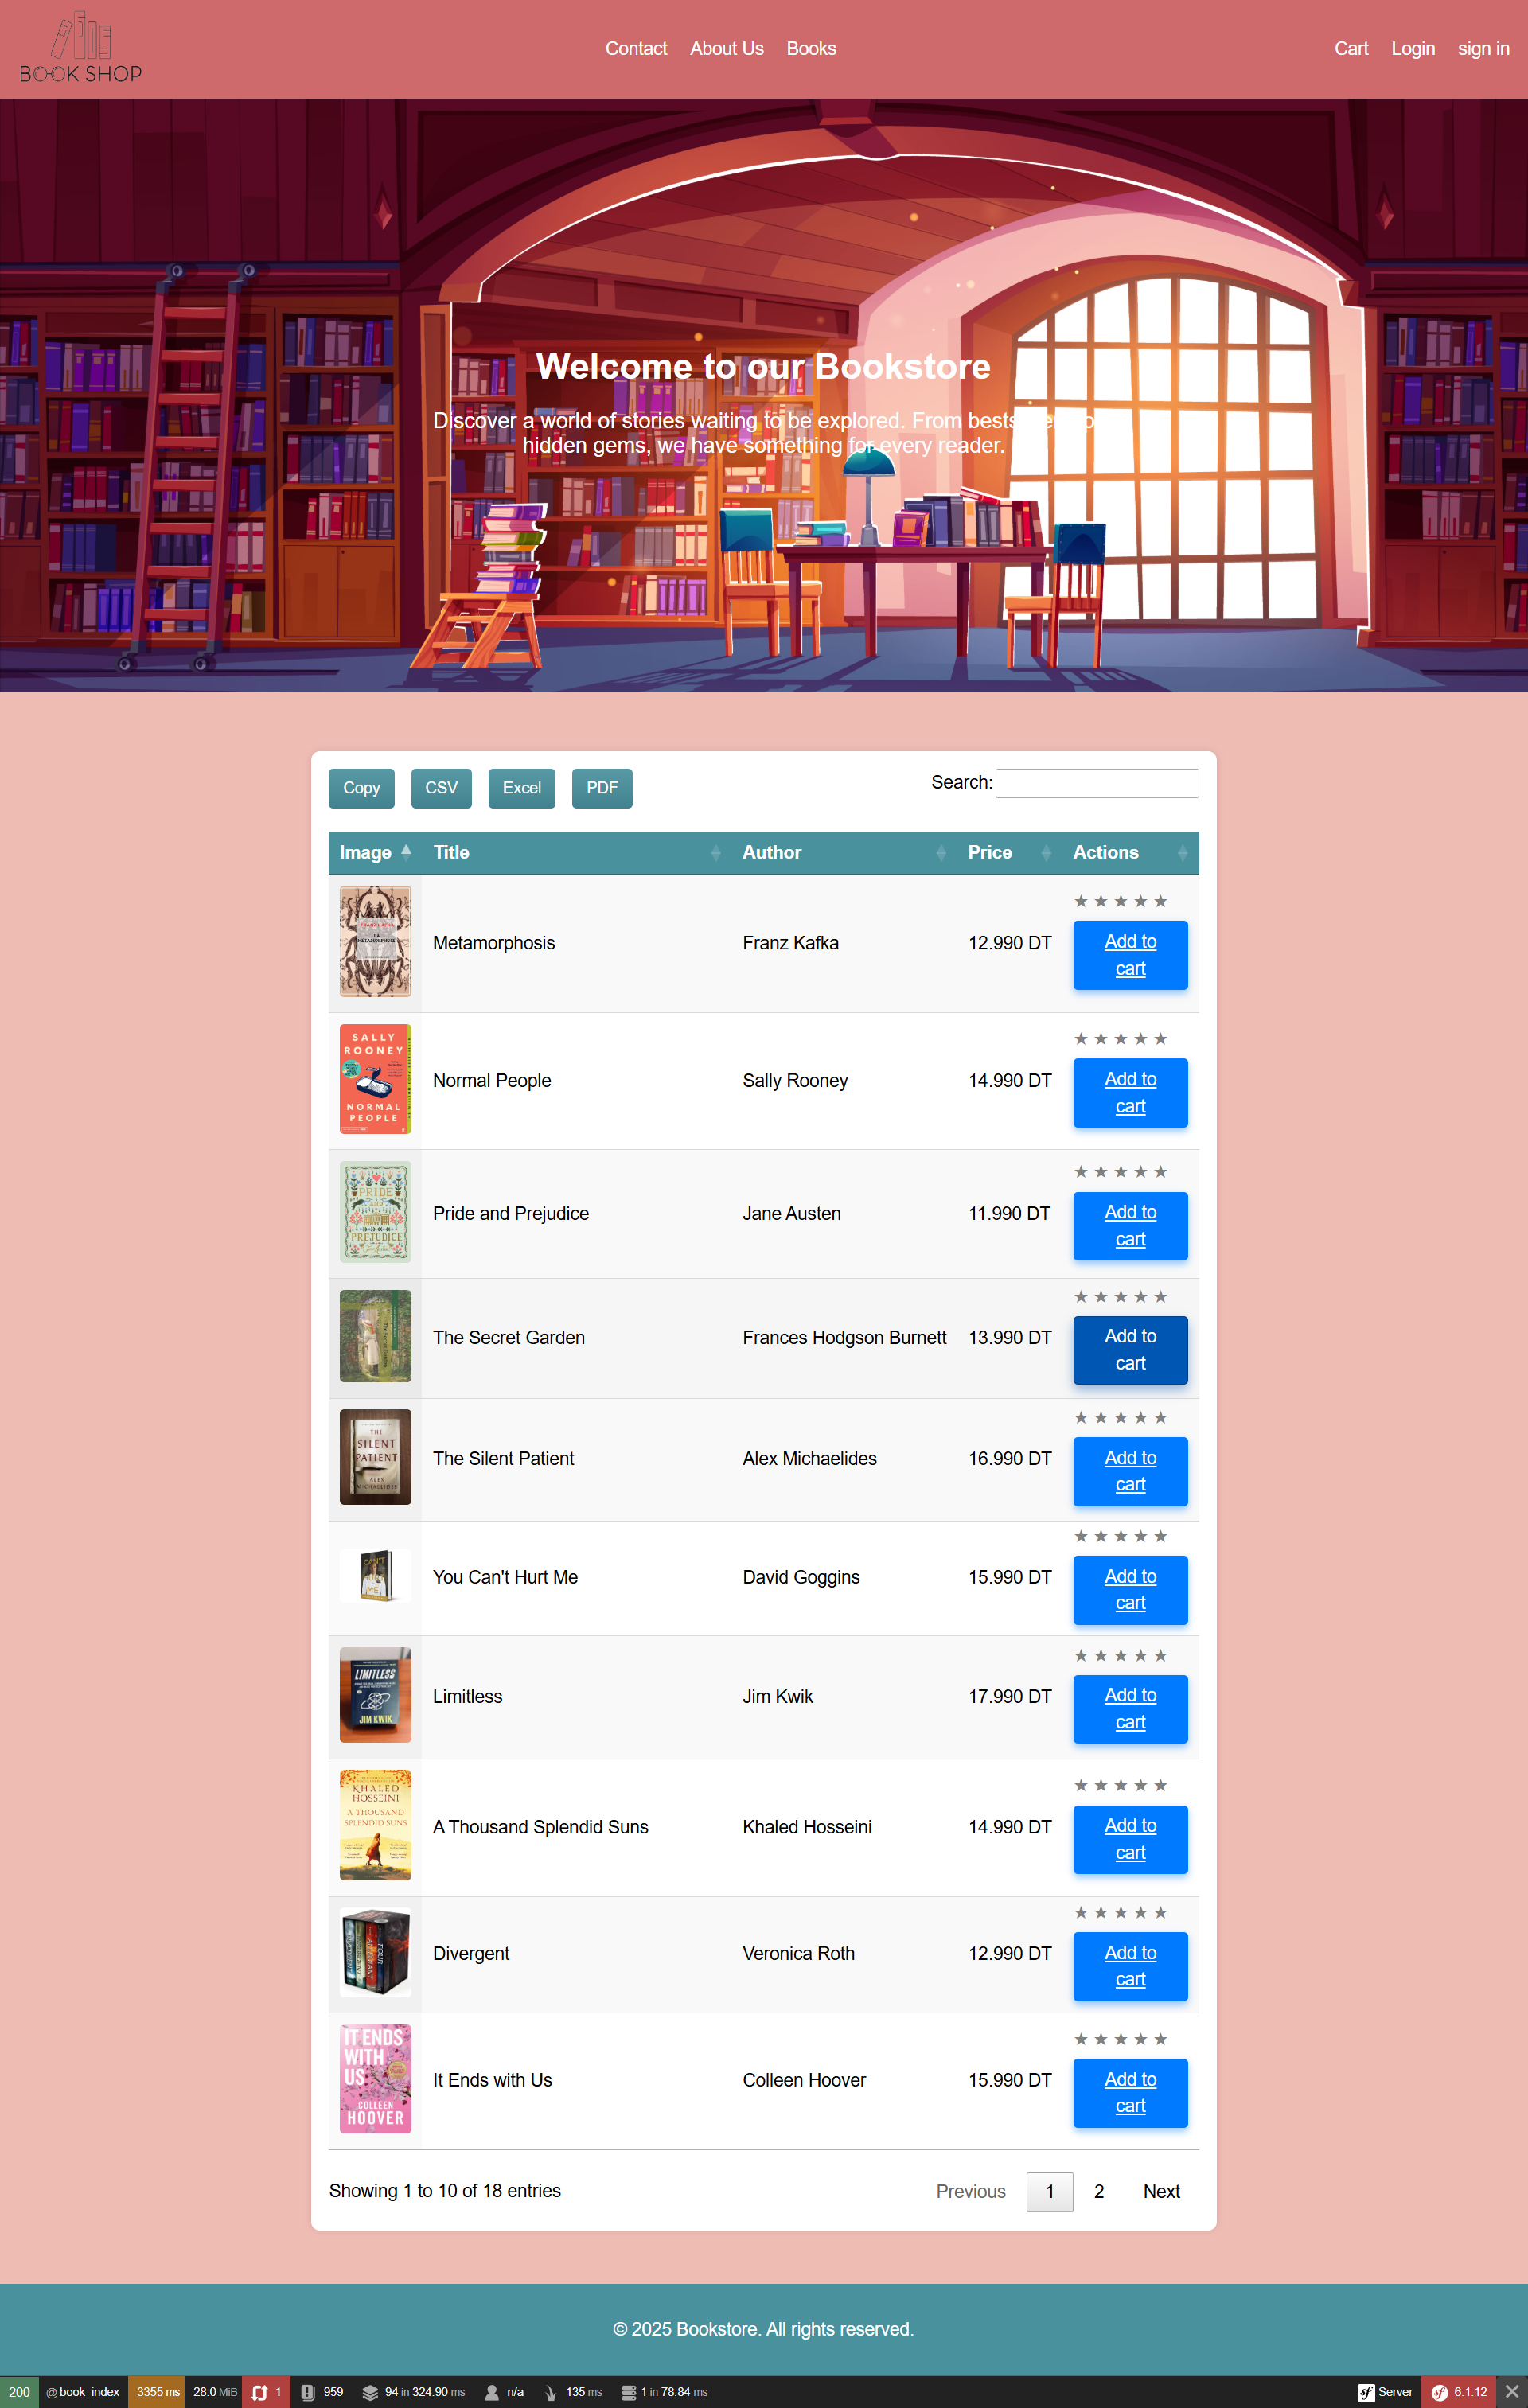 BOOK SHOP
Contact About Us Books
Cart Login sign in
Welcome to our Bookstore
Discover a world of stories waiting to be explored. From
hidden gems, we have something for every reader.
Copy CSV Excel PDF
Search:
Image Title Author Price Actions
Metamorphosis Franz Kafka 12.990 DT
Add to
cart
SALLY
ROONEY
NORMAL
PEOPLE
Normal People Sally Rooney 14.990 DT
Add to
cart
PRIDE
AND
PREJUDICE
Pride and Prejudice Jane Austen 11.990 DT
Add to
cart
The Secret Garden Frances Hodgson Burnett 13.990 DT
Add to
cart
THE
SILENT
PATIENT
ALEX
MICHAELIDES
The Silent Patient Alex Michaelides 16.990 DT
Add to
cart
CAN'T
ME
You Can't Hurt Me David Goggins 15.990 DT
Add to
cart
LIMITLESS
JIM KWIK
Limitless Jim Kwik 17.990 DT
Add to
cart
KHALED
HOSSEINI
A THOUSAND
SPLENDID SUNS
A Thousand Splendid Suns Khaled Hosseini 14.990 DT
Add to
cart
FOUR
Divergent Veronica Roth 12.990 DT
Add to
cart
IT ENDS
WITH
US
COLLEEN
HOOVER
It Ends with Us Colleen Hoover 15.990 DT
Add to
cart
Showing 1 to 10 of 18 entries
Previous 1 2 Next
© 2025 Bookstore. All rights reserved.
200 @ book_index 3355 ms 28.0 MiB 1 959 94 in 324.90 ms n/a 135 ms 1 in 78.84 ms sf Server sf 6.1.12